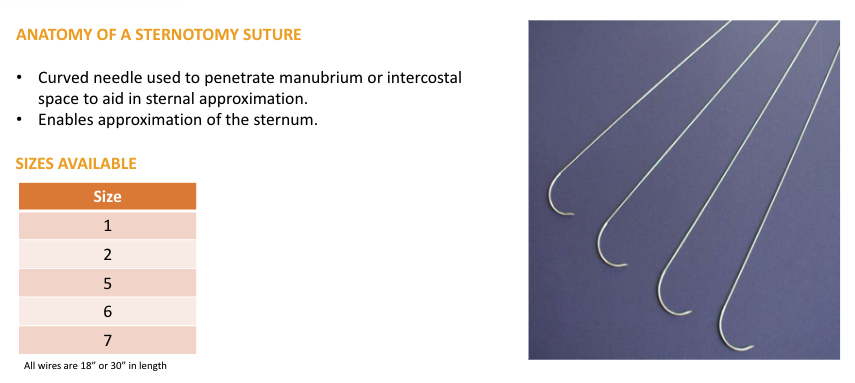 ANATOMY OF A STERNOTOMY SUTURE
• Curved needle used to penetrate manubrium or intercostal
space to aid in sternal approximation.
• Enables approximation of the sternum.
SIZES AVAILABLE
Size
1
2
5
6
7
All wires are 18” or 30” in length